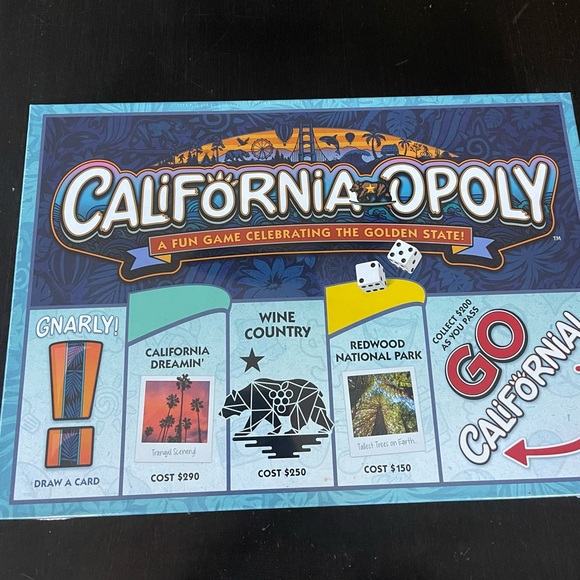 CALIFORNIA-OPOLY
™
A FUN GAME CELEBRATING THE GOLDEN STATE!
GNARLY!
DRAW A CARD
CALIFORNIA
DREAMIN'
Tranquil Scenery!
COST $290
WINE
COUNTRY
COST $250
REDWOOD
NATIONAL PARK
Tallest Trees on Earth...
COST $150
COLLECT $200
AS YOU PASS
GO
CALIFORNIA!